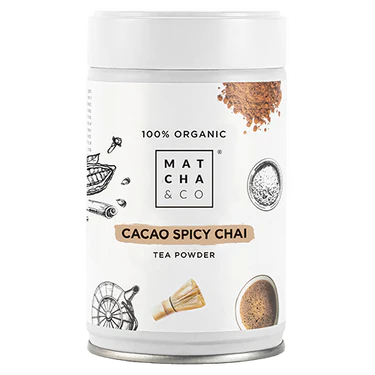 100% ORGANIC
MAT
CHA
& CO
®
CACAO SPICY CHAI
TEA POWDER